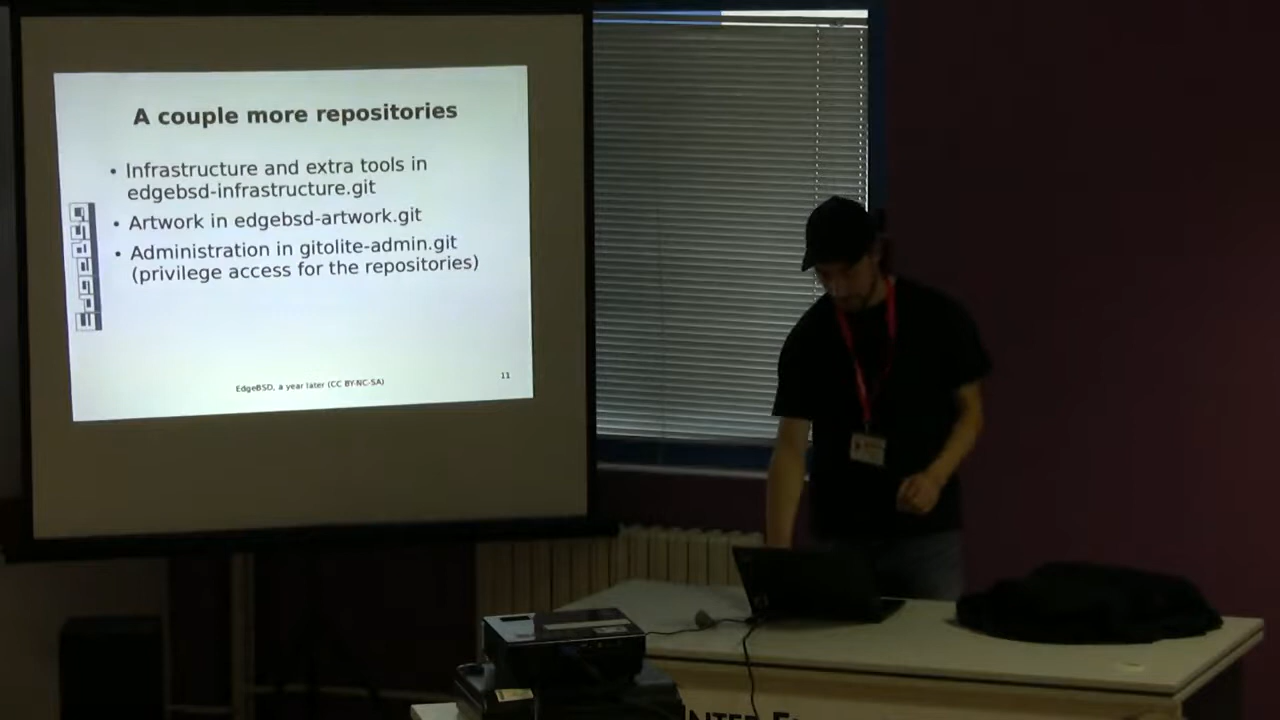 A couple more repositories
• Infrastructure and extra tools in
edgebsd-infrastructure.git
• Artwork in edgebsd-artwork.git
• Administration in gitolite-admin.git
(privilege access for the repositories)
EdgeBSD, a year later (CC BY-NC-SA)
11